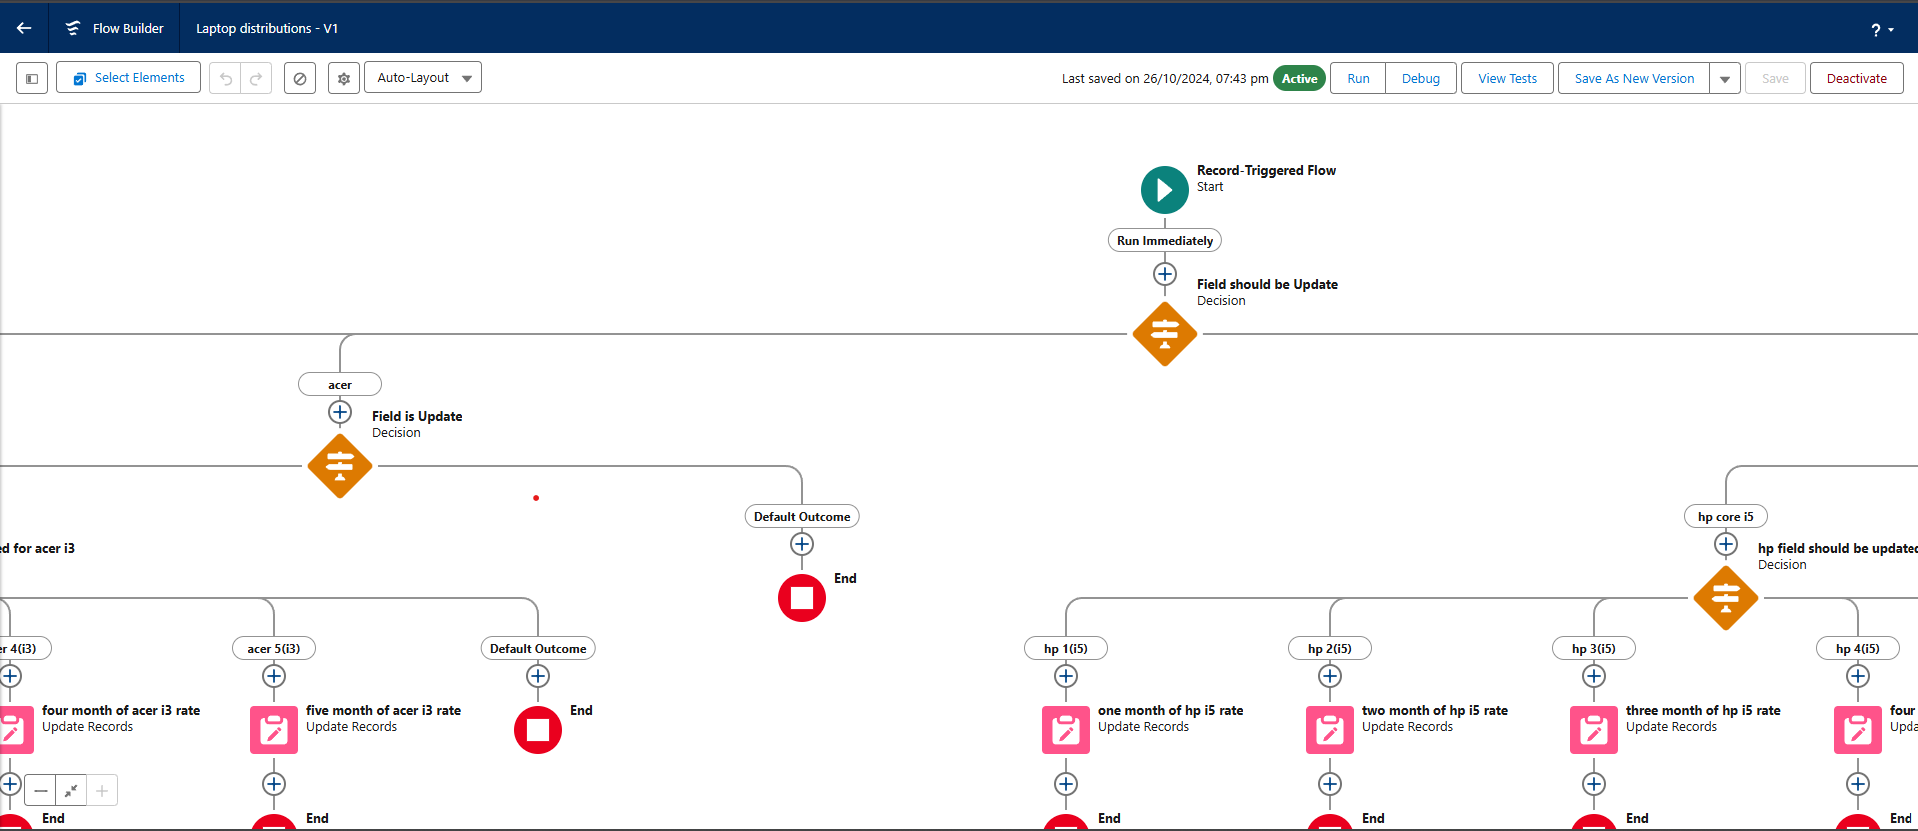 Flow Builder
Laptop distributions - V1
?
Select Elements
Auto-Layout
Last saved on 26/10/2024, 07:43 pm
Active
Run
Debug
View Tests
Save As New Version
Save
Deactivate
Record-Triggered Flow
Start
Run Immediately
Field should be Update
Decision
acer
Field is Update
Decision
Default Outcome
End
hp core i5
hp field should be updated
Decision
ed for acer i3
er 4(i3)
acer 5(i3)
Default Outcome
hp 1(i5)
hp 2(i5)
hp 3(i5)
hp 4(i5)
four month of acer i3 rate
Update Records
five month of acer i3 rate
Update Records
End
one month of hp i5 rate
Update Records
two month of hp i5 rate
Update Records
three month of hp i5 rate
Update Records
four
Upda
End
End
End
End
End
End